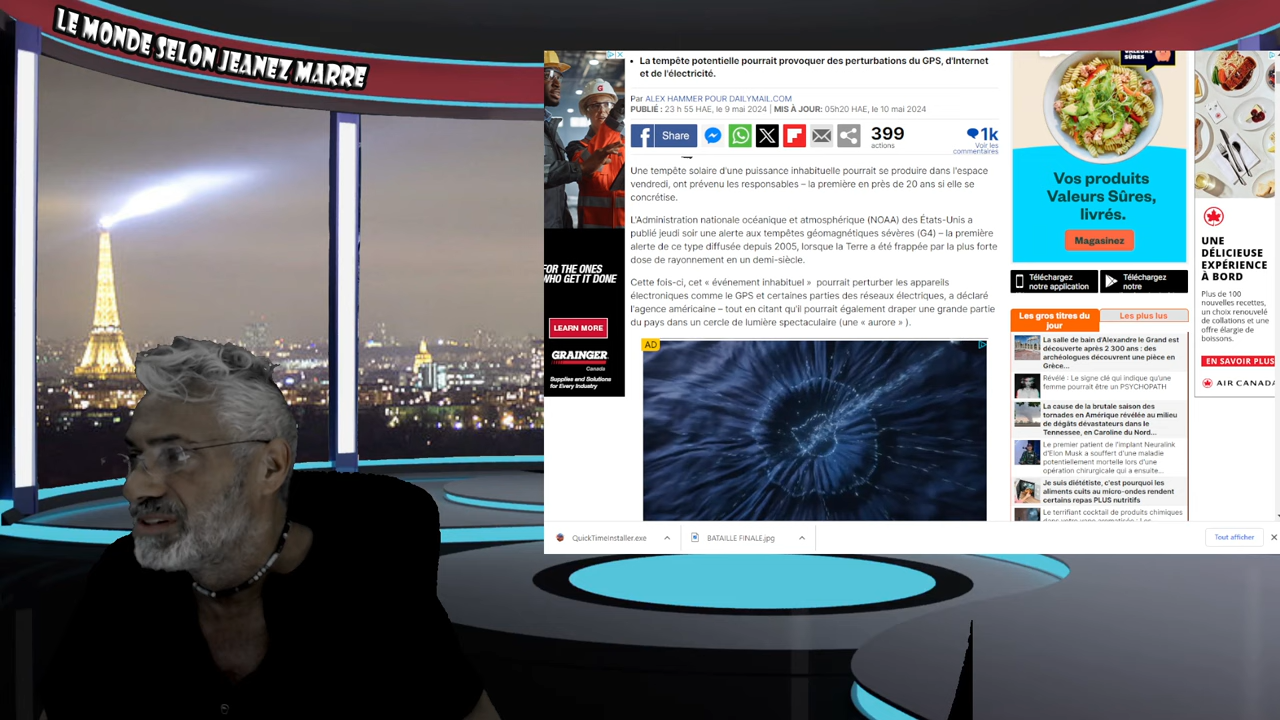 LE MONDE SELON JEANEZ MARRE
• La tempête potentielle pourrait provoquer des perturbations du GPS, d'Internet
et de l'électricité.
Par ALEX HAMMER POUR DAILYMAIL.COM
PUBLIÉ : 23 h 55 HAE, le 9 mai 2024 | MIS À JOUR: 05h20 HAE, le 10 mai 2024
Share
399
actions
1k
Voir les
commentaires
Une tempête solaire d'une puissance inhabituelle pourrait se produire dans l'espace
vendredi, ont prévenu les responsables – la première en près de 20 ans si elle se
concrétise.
L'Administration nationale océanique et atmosphérique (NOAA) des États-Unis a
publié jeudi soir une alerte aux tempêtes géomagnétiques sévères (G4) – la première
alerte de ce type diffusée depuis 2005, lorsque la Terre a été frappée par la plus forte
dose de rayonnement en un demi-siècle.
Cette fois-ci, cet « événement inhabituel » pourrait perturber les appareils
électroniques comme le GPS et certaines parties des réseaux électriques, a déclaré
l'agence américaine – tout en citant qu'il pourrait également draper une grande partie
du pays dans un cercle de lumière spectaculaire (une « aurore » ).
AD
FOR THE ONES
WHO GET IT DONE
LEARN MORE
GRAINGER
Canada
Supplies and Solutions
for Every Industry
SÛRES
Vos produits
Valeurs Sûres,
livrés.
Magasinez
Téléchargez
notre application
Téléchargez
notre
Les gros titres du
jour
Les plus lus
La salle de bain d'Alexandre le Grand est
découverte après 2 300 ans : des
archéologues découvrent une pièce en
Grèce...
Révélé : Le signe clé qui indique qu'une
femme pourrait être un PSYCHOPATH
La cause de la brutale saison des
tornades en Amérique révélée au milieu
de dégâts dévastateurs dans le
Tennessee, en Caroline du Nord...
Le premier patient de l'implant Neuralink
d'Elon Musk a souffert d'une maladie
potentiellement mortelle lors d'une
opération chirurgicale qui a ensuite...
Je suis diététiste, c'est pourquoi les
aliments cuits au micro-ondes rendent
certains repas PLUS nutritifs
Le terrifiant cocktail de produits chimiques
UNE
DÉLICIEUSE
EXPÉRIENCE
À BORD
Plus de 100
nouvelles recettes,
un choix renouvelé
de collations et une
offre élargie de
boissons.
EN SAVOIR PLUS
AIR CANADA
QuickTimeInstaller.exe
BATAILLE FINALE.jpg
Tout afficher